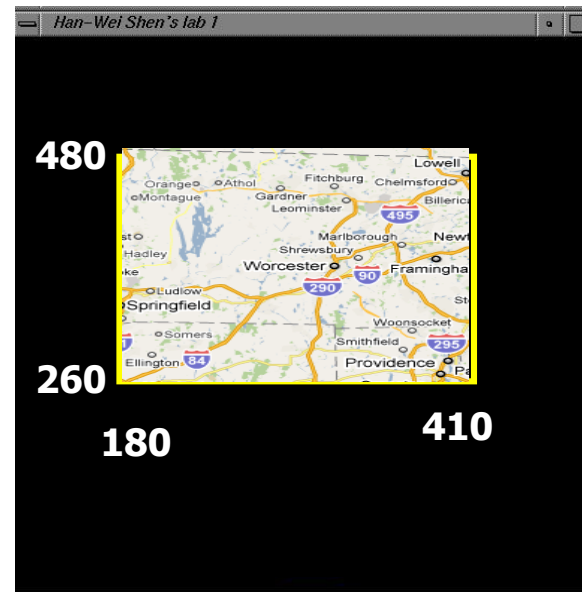 Han-Wei Shen's lab 1
480
Lowell
Orange Athol Fitchburg Chelmsford
Montague Gardner Billerica
Leominster
495
Marlborough
Shrewsbury
Hadley
Worcester 90 Framingha
290
Ludlow
Springfield
Woonsocket
Somers Smithfield 295
Ellington 84 Providence
260
180 410